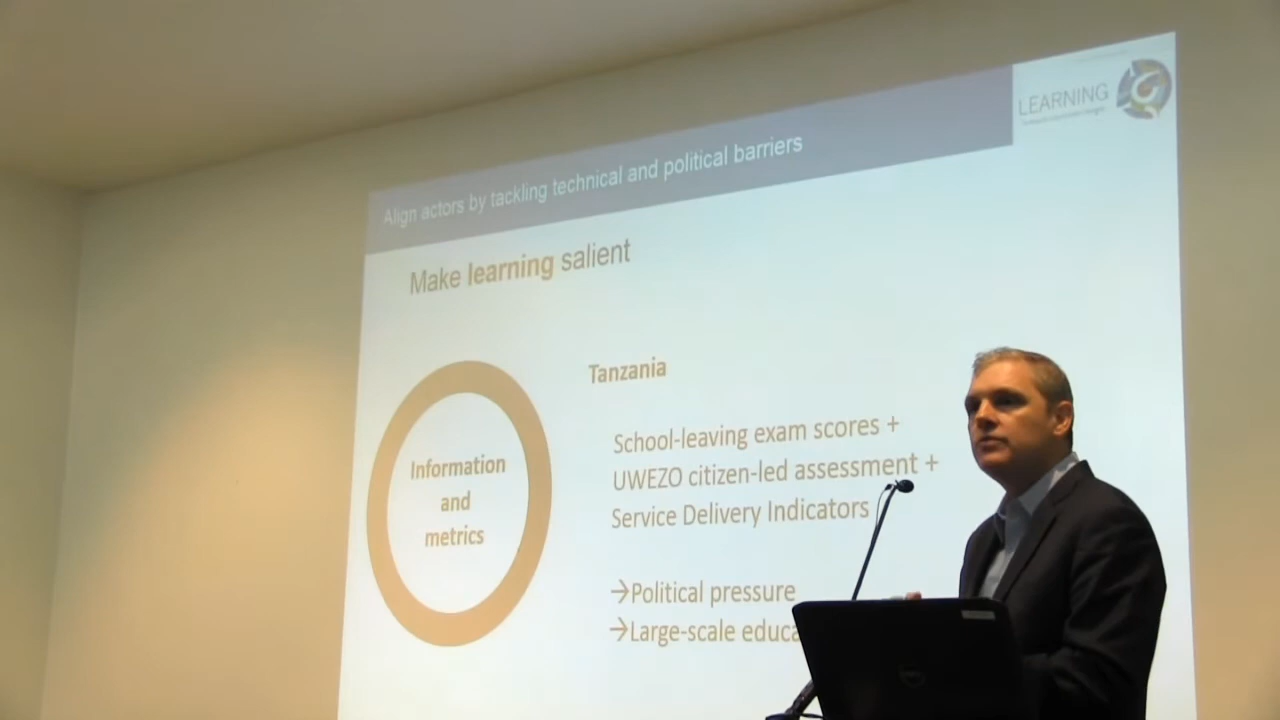 LEARNING
Align actors by tackling technical and political barriers
Make learning salient
Tanzania
Information
and
metrics
School-leaving exam scores +
UWEZO citizen-led assessment +
Service Delivery Indicators
→Political pressure
→Large-scale educa